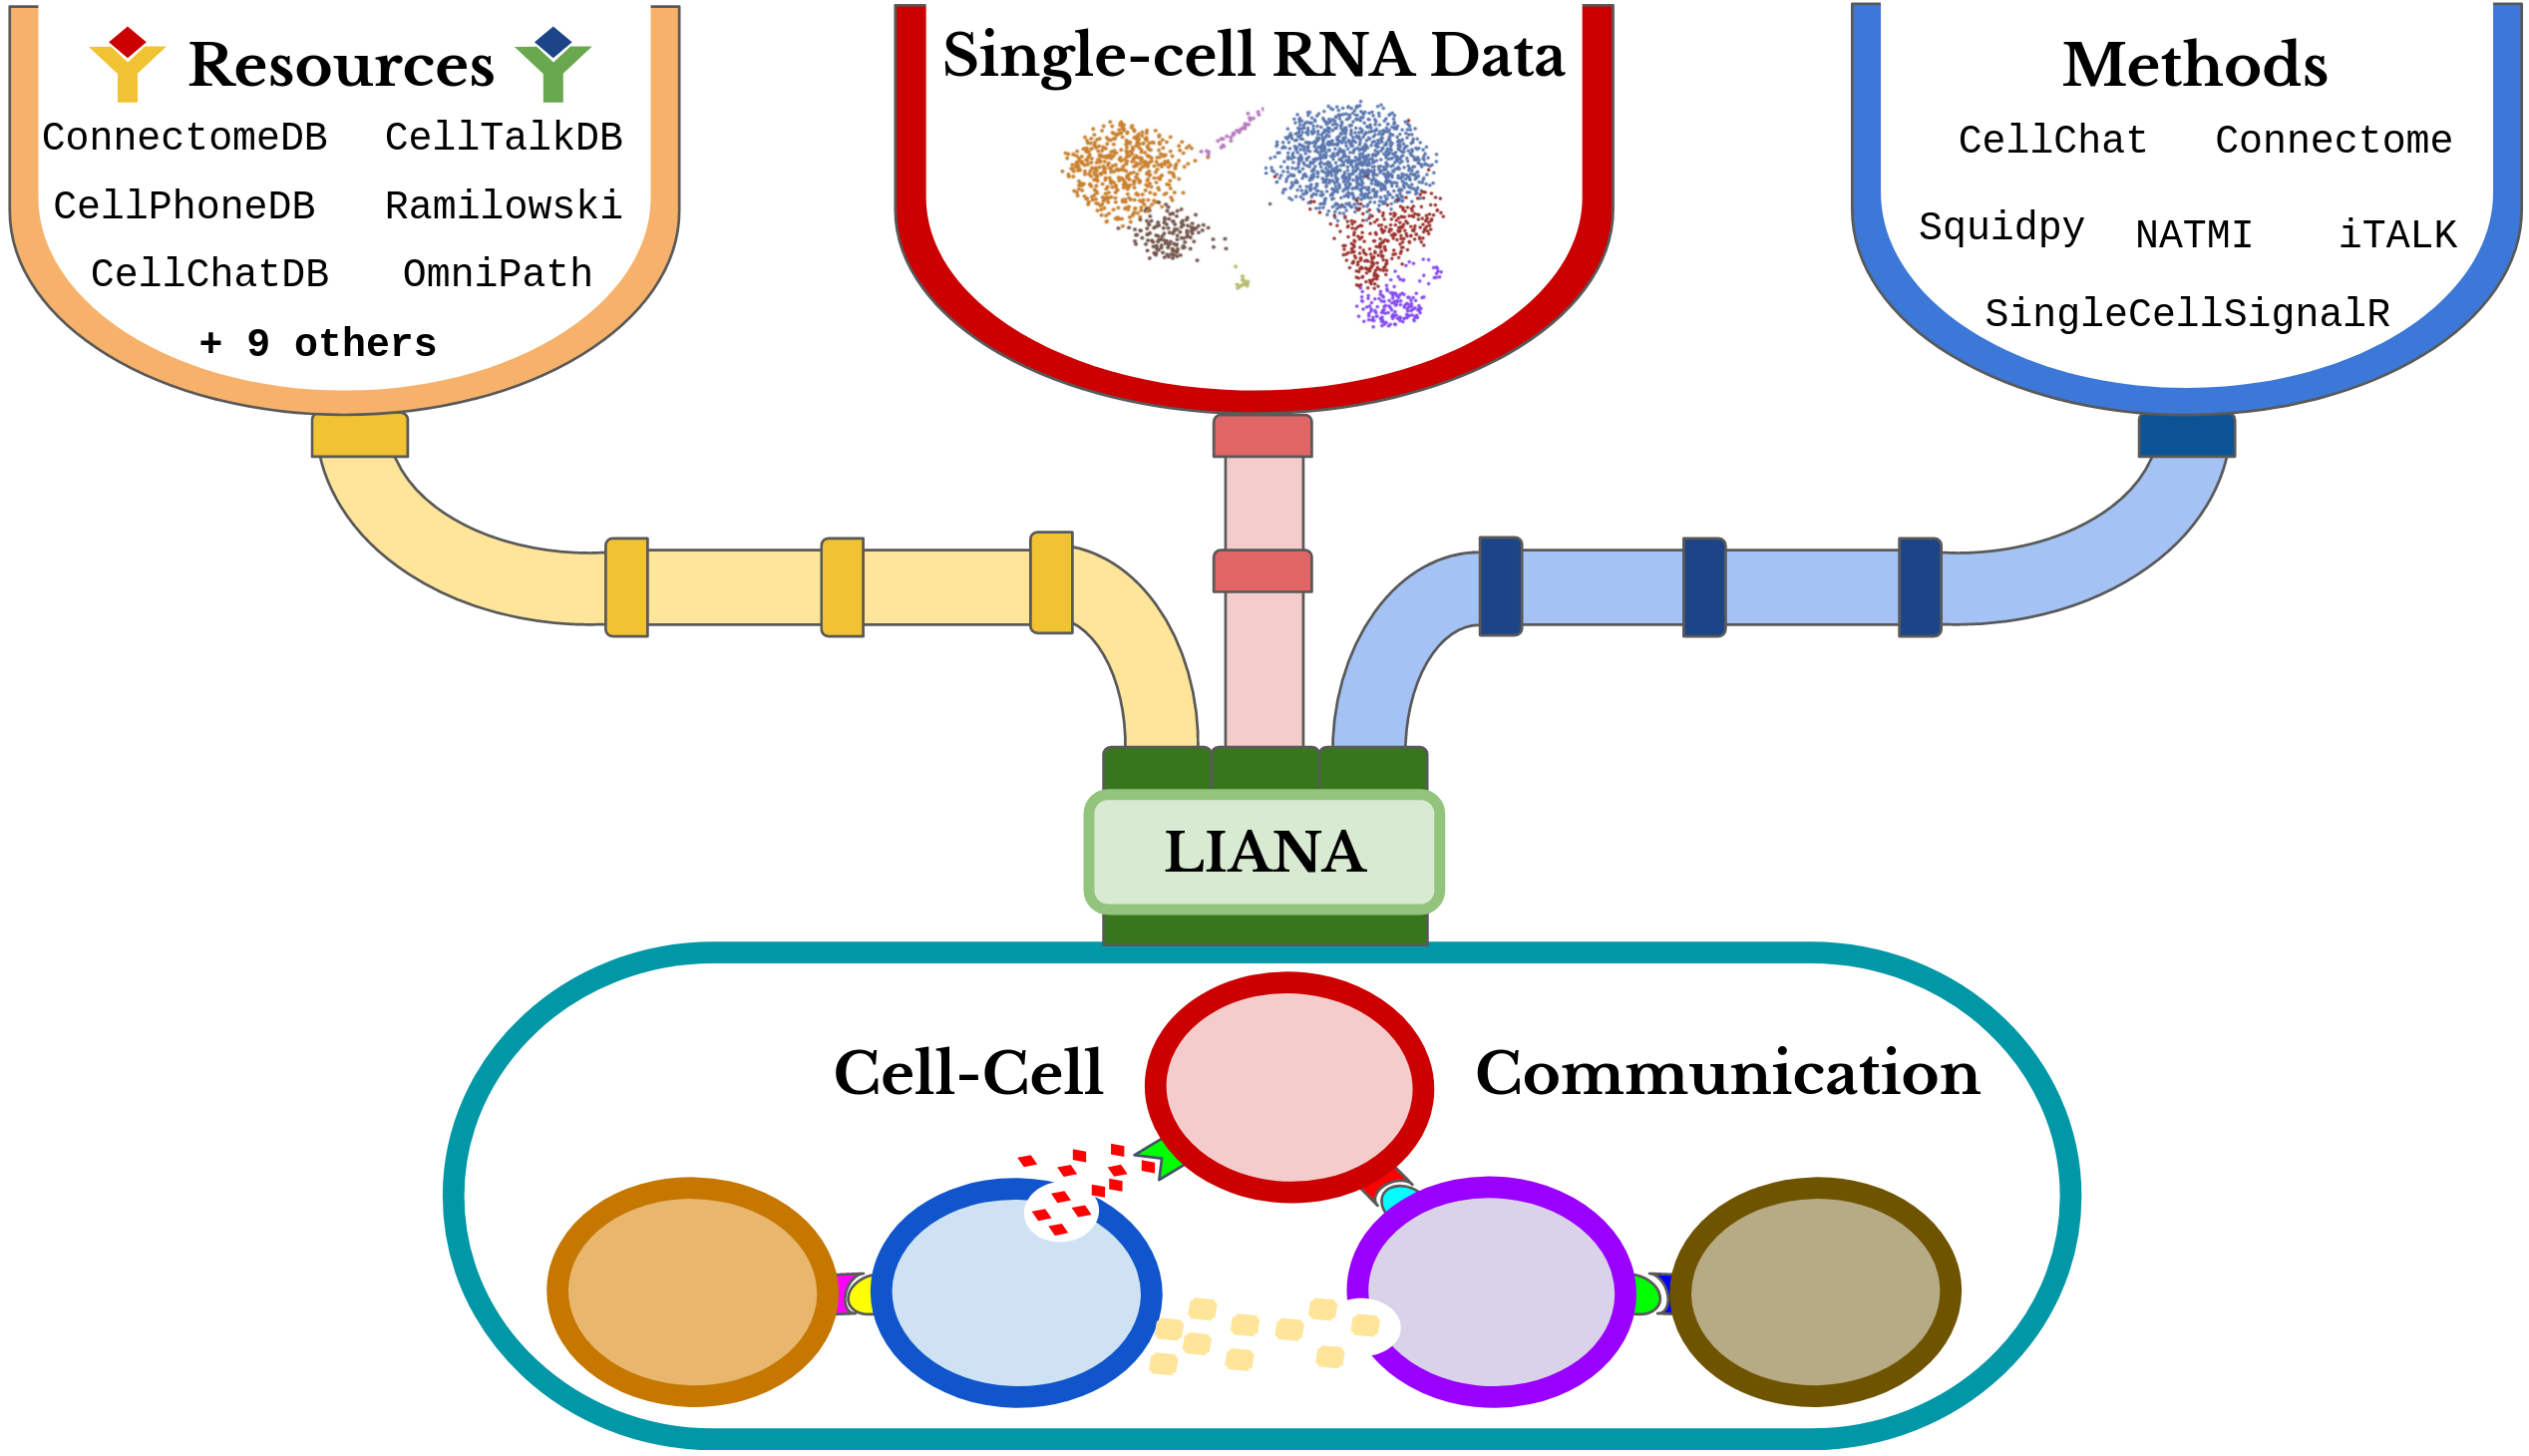 Resources
ConnectomeDB CellTalkDB
CellPhoneDB Ramilowski
CellChatDB OmniPath
+ 9 others
Single-cell RNA Data
Methods
CellChat Connectome
Squidpy NATMI iTALK
SingleCellSignalR
LIANA
Cell-Cell Communication